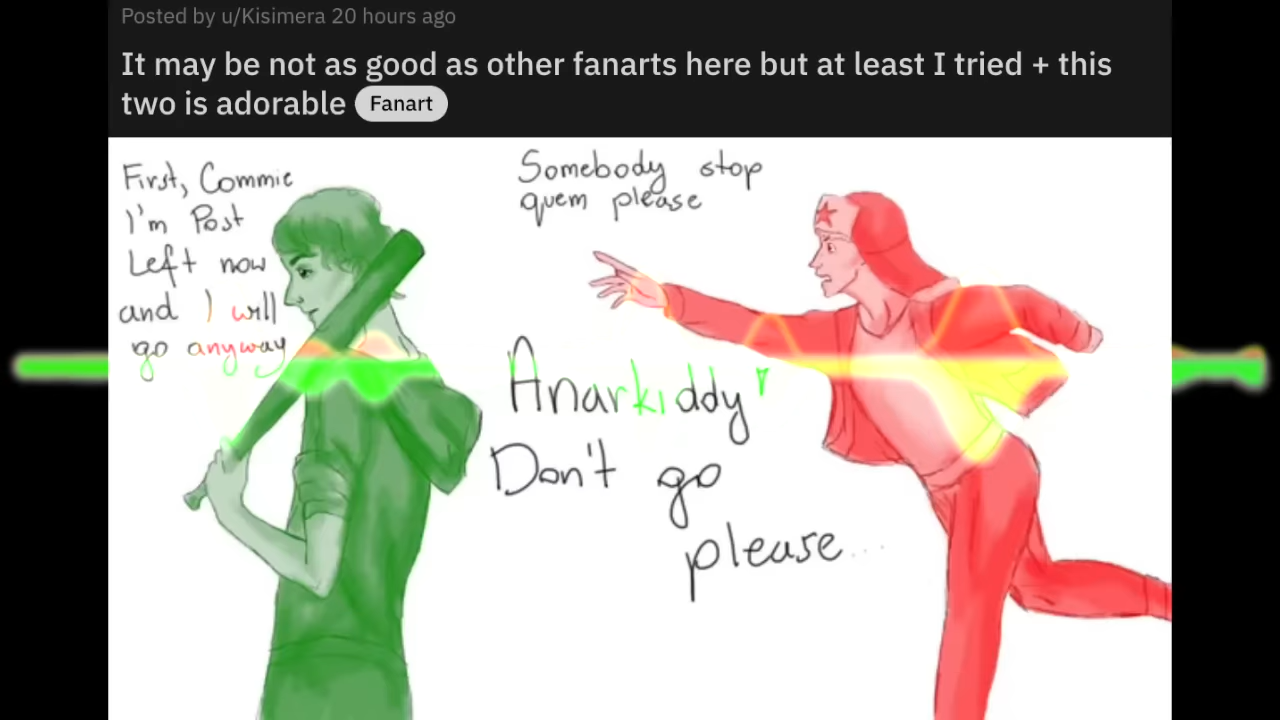 Posted by u/Kisimera 20 hours ago
It may be not as good as other fanarts here but at least I tried + this
two is adorable Fanart
First, Commie
I'm Post
Left now
and I will
go anyway
Somebody stop
quem please
Anarkiddy
Don't go
please...